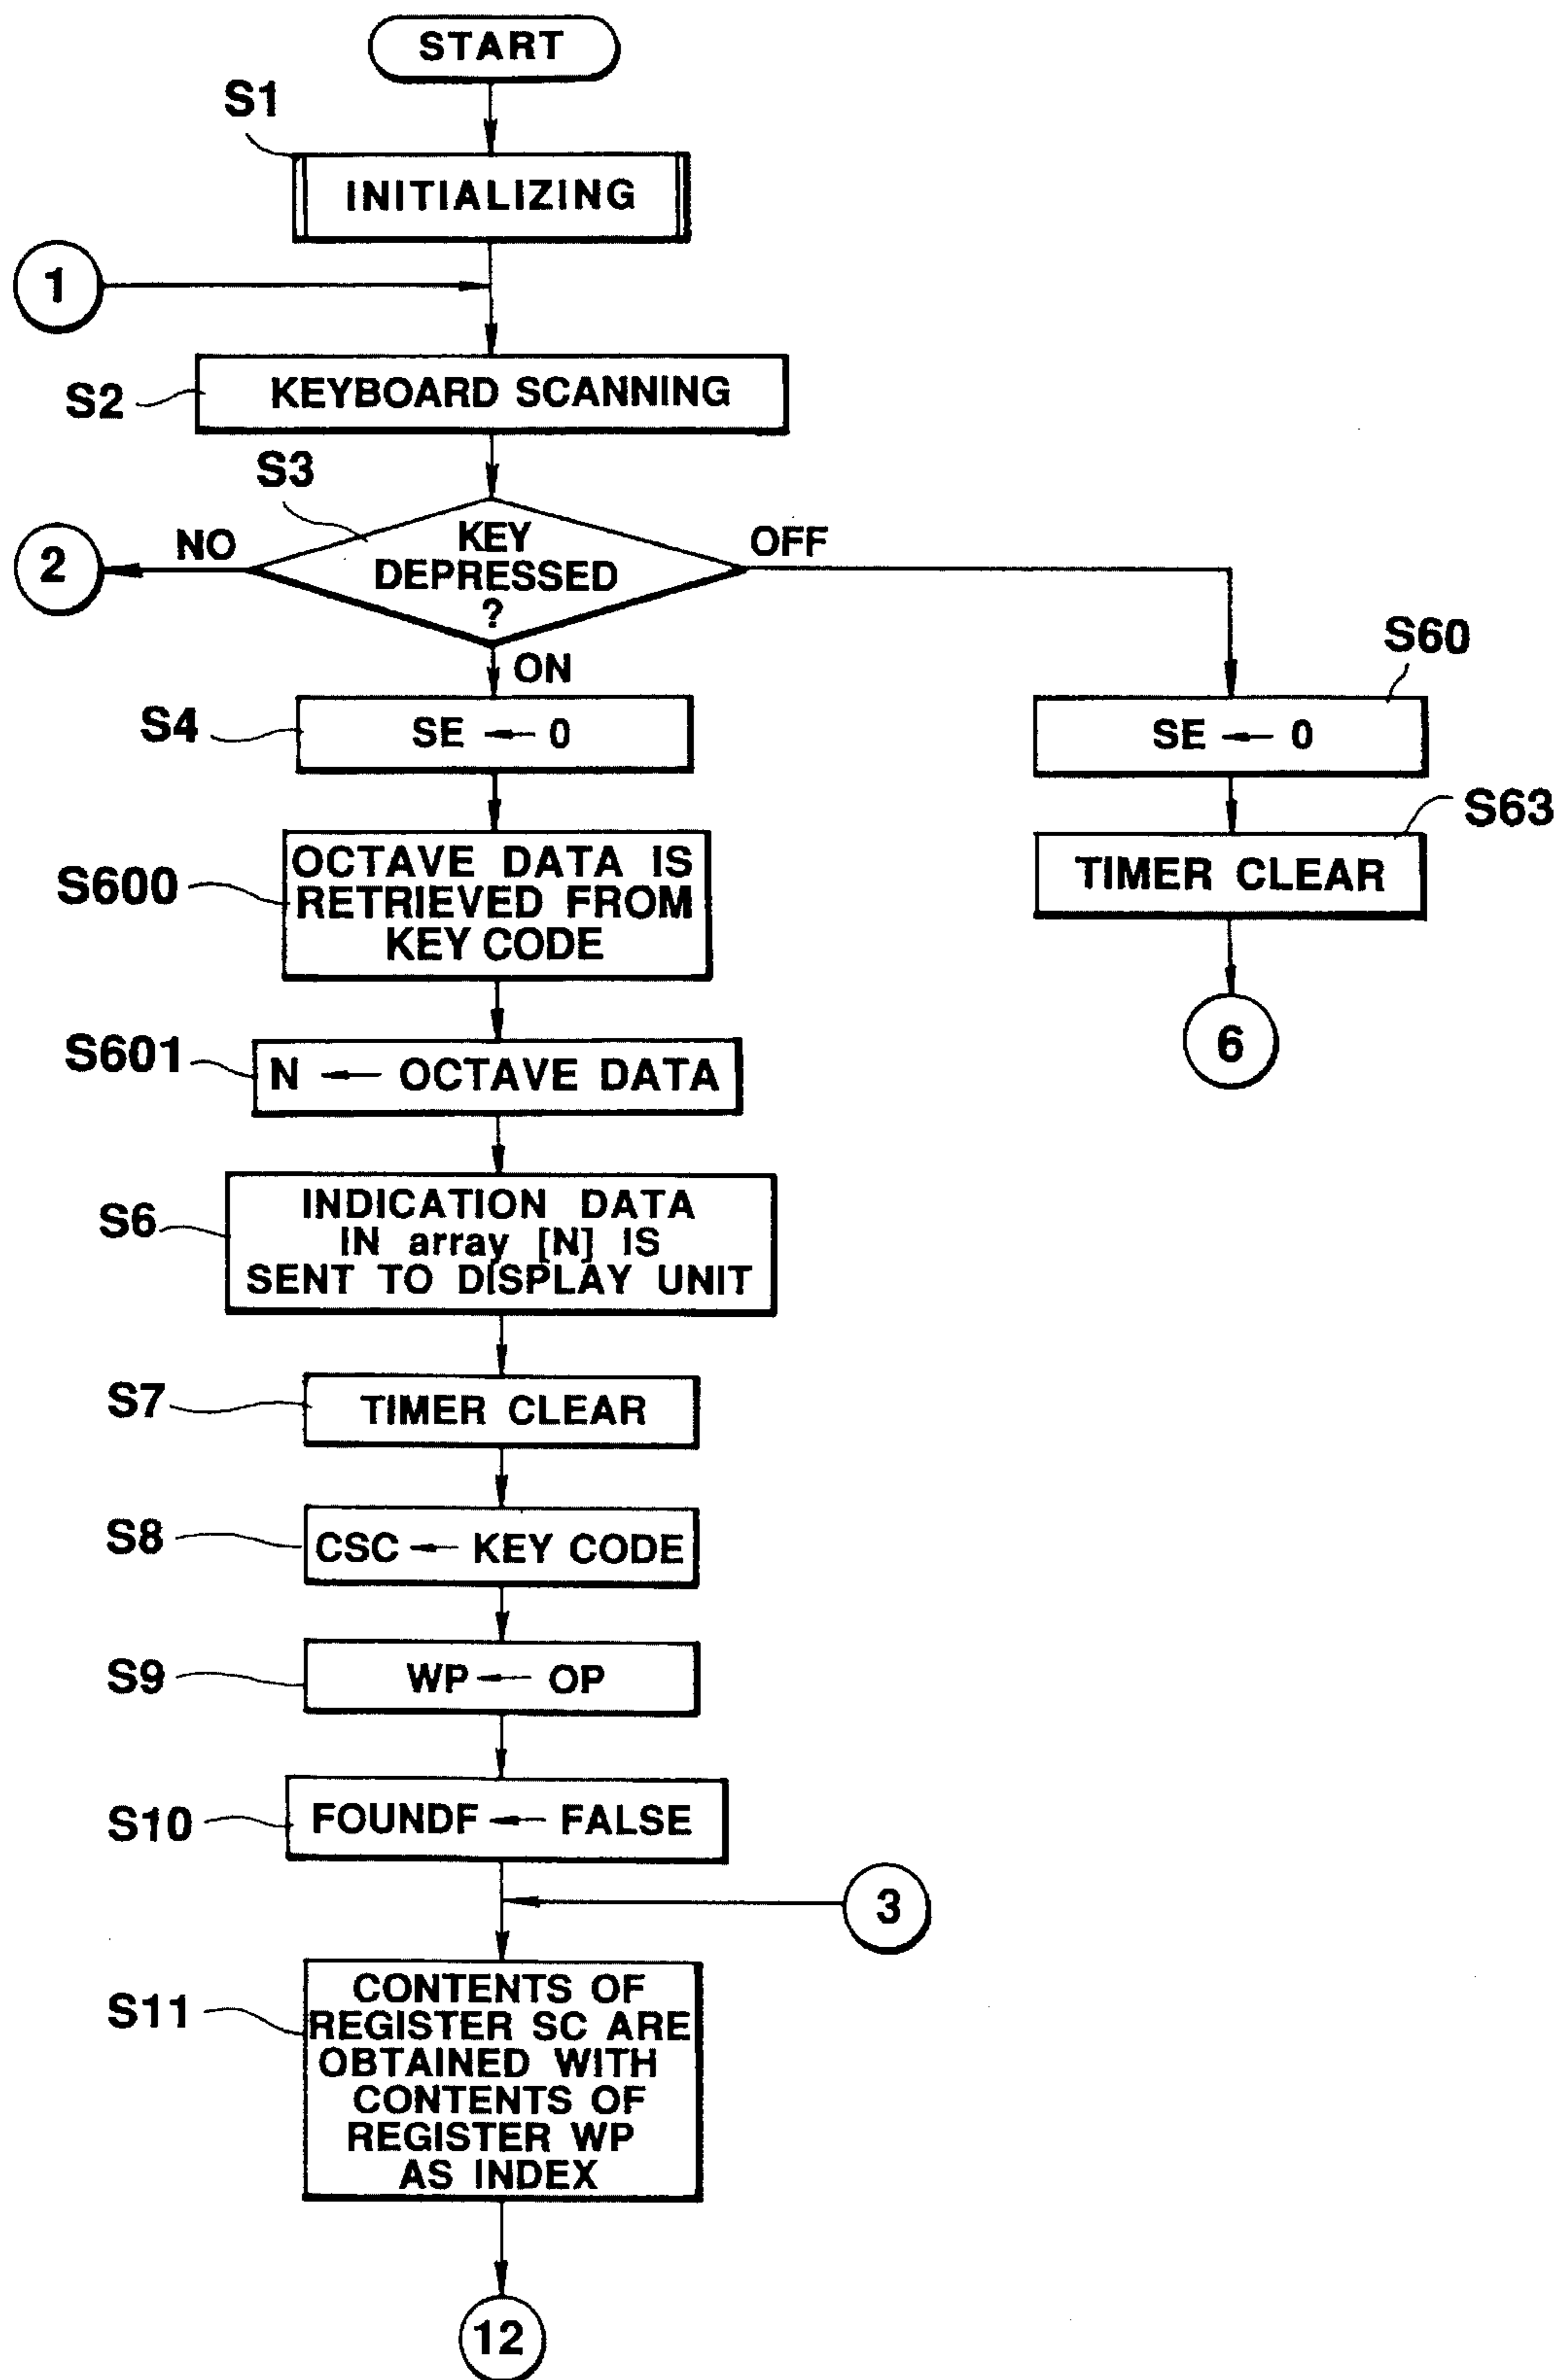 START
S1
INITIALIZING
1
S2
KEYBOARD SCANNING
S3
KEY
DEPRESSED
?
NO
2
OFF
ON
S4
SE ← 0
S60
SE ← 0
S63
TIMER CLEAR
6
S600
OCTAVE DATA IS
RETRIEVED FROM
KEY CODE
S601
N ← OCTAVE DATA
S6
INDICATION DATA
IN array [N] IS
SENT TO DISPLAY UNIT
S7
TIMER CLEAR
S8
CSC ← KEY CODE
S9
WP ← OP
S10
FOUNDF ← FALSE
3
S11
CONTENTS OF
REGISTER SC ARE
OBTAINED WITH
CONTENTS OF
REGISTER WP
AS INDEX
12